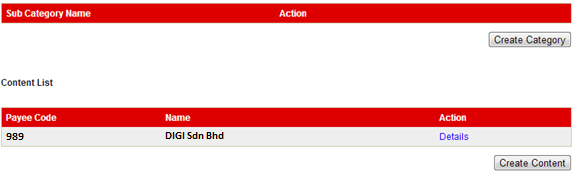 Sub Category Name Action
Create Category
Content List
Payee Code Name Action
989 DIGI Sdn Bhd Details
Create Content